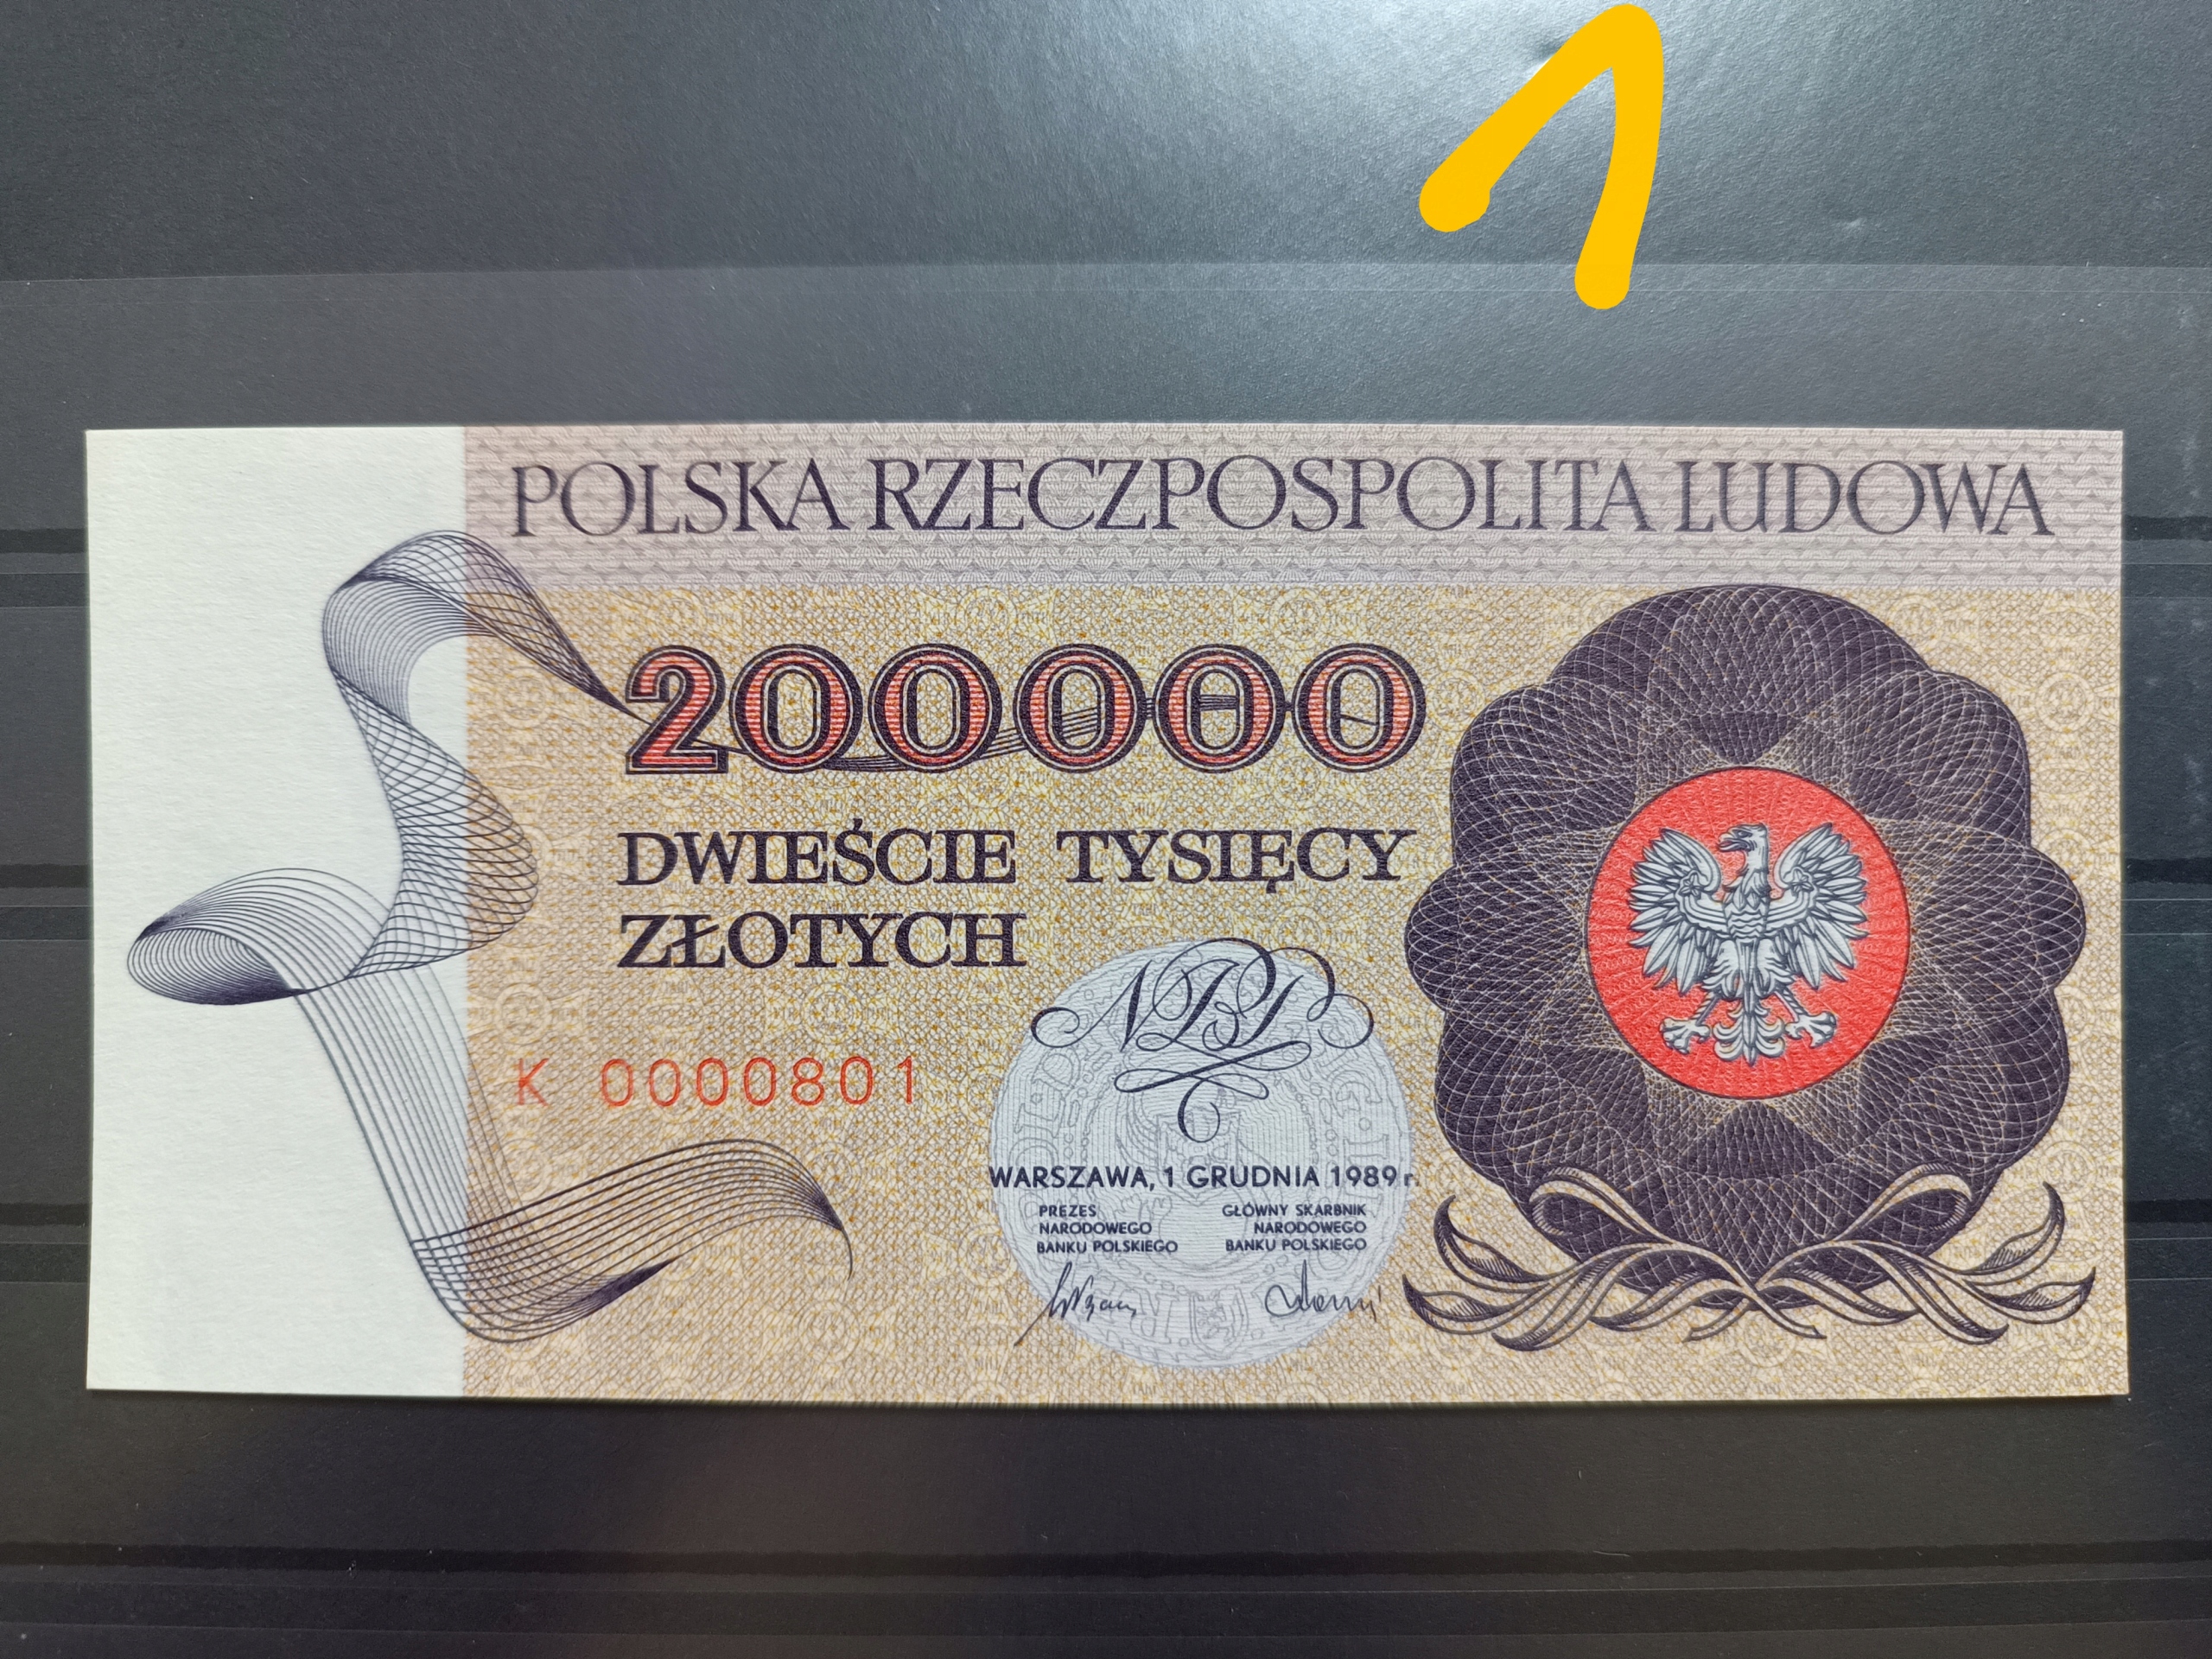 1
POLSKA RZECZPOSPOLITA LUDOWA
200000
DWIEŚCIE TYSIĘCY
ZŁOTYCH
NBP
K 0000801
WARSZAWA, 1 GRUDNIA 1989 r.
PREZES
NARODOWEGO
BANKU POLSKIEGO
GŁÓWNY SKARBNIK
NARODOWEGO
BANKU POLSKIEGO